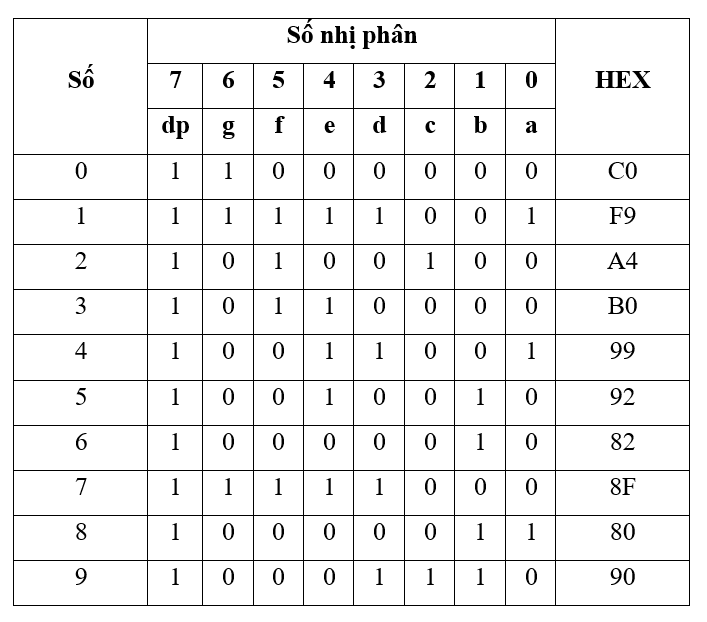 Số nhị phân
Số 7 6 5 4 3 2 1 0 HEX
dp g f e d c b a
0 1 1 0 0 0 0 0 0 C0
1 1 1 1 1 1 0 0 1 F9
2 1 0 1 0 0 1 0 0 A4
3 1 0 1 1 0 0 0 0 B0
4 1 0 0 1 1 0 0 1 99
5 1 0 0 1 0 0 1 0 92
6 1 0 0 0 0 0 1 0 82
7 1 1 1 1 1 0 0 0 8F
8 1 0 0 0 0 0 1 1 80
9 1 0 0 0 1 1 1 0 90